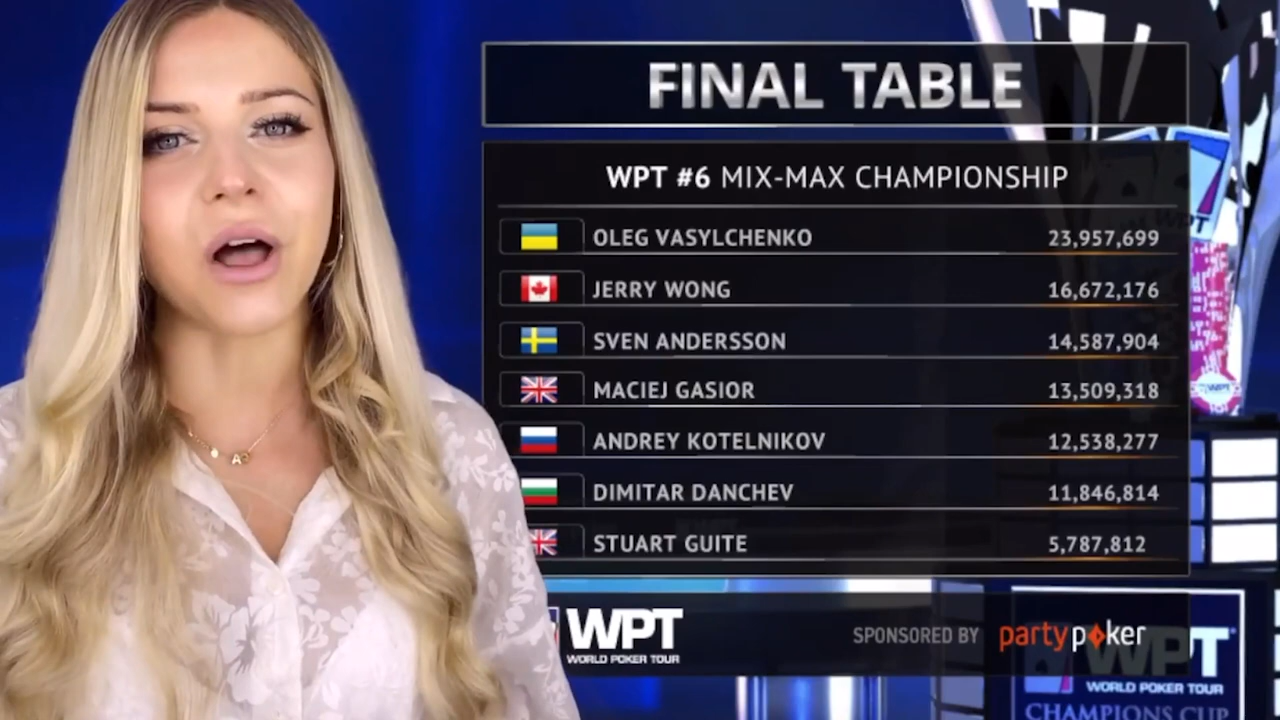 FINAL TABLE
WPT #6 MIX-MAX CHAMPIONSHIP
OLEG VASYLCHENKO 23,957,699
JERRY WONG 16,672,176
SVEN ANDERSSON 14,587,904
MACIEJ GASIOR 13,509,318
ANDREY KOTELNIKOV 12,538,277
DIMITAR DANCHEV 11,846,814
STUART GUITE 5,787,812
WPT
WORLD POKER TOUR
SPONSORED BY partypoker
WPT
WORLD POKER TOUR
CHAMPIONS CUP
WPT
WPT